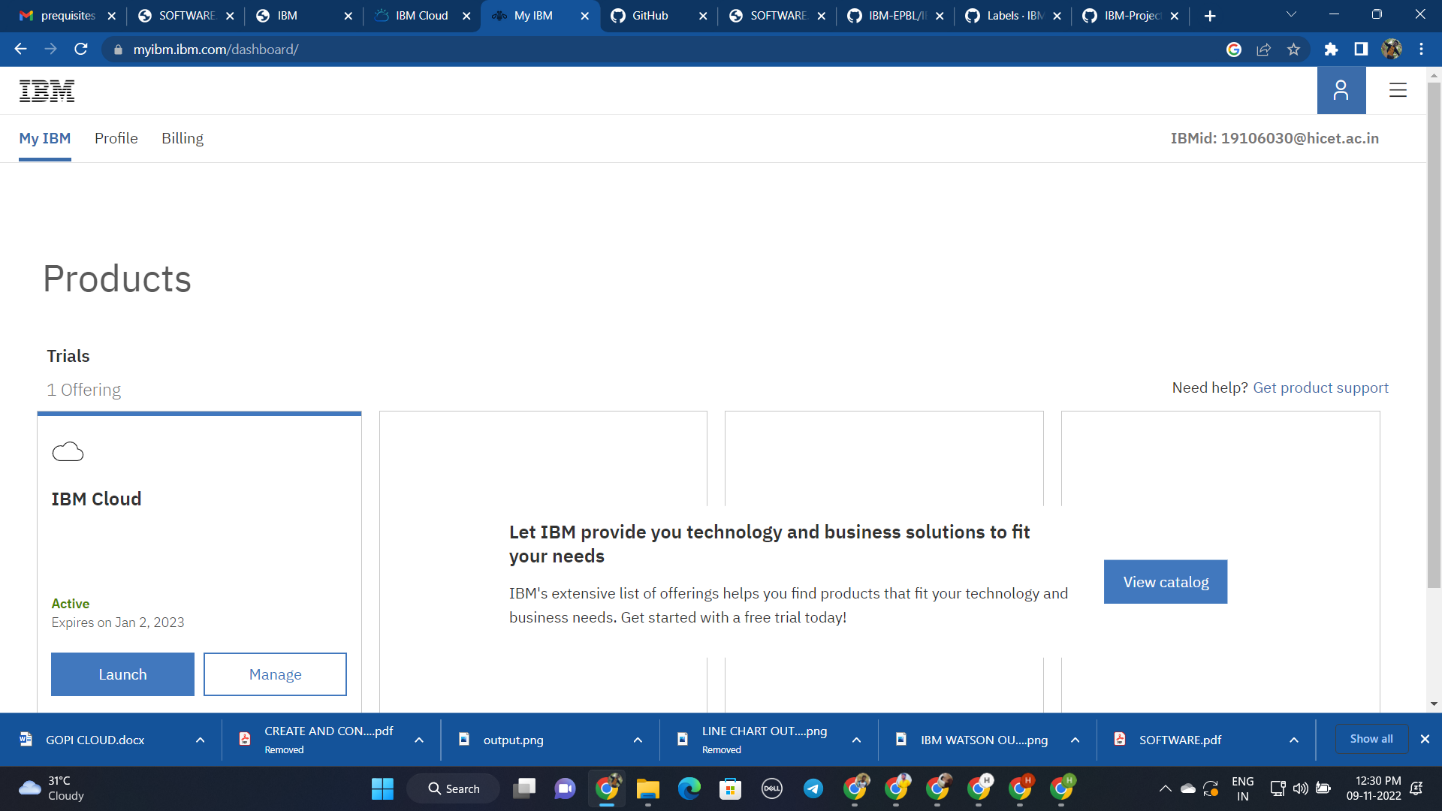 prequisites
SOFTWARE
IBM
IBM Cloud
My IBM
GitHub
SOFTWARE
IBM-EPBL/I
Labels · IBM
IBM-Projec
myibm.ibm.com/dashboard/
IBM
My IBM
Profile
Billing
IBMid: 19106030@hicet.ac.in
Products
Trials
1 Offering
Need help? Get product support
IBM Cloud
Let IBM provide you technology and business solutions to fit
your needs
IBM's extensive list of offerings helps you find products that fit your technology and
business needs. Get started with a free trial today!
View catalog
Active
Expires on Jan 2, 2023
Launch
Manage
GOPI CLOUD.docx
CREATE AND CON....pdf
Removed
output.png
LINE CHART OUT....png
Removed
IBM WATSON OU....png
SOFTWARE.pdf
Show all
31°C
Cloudy
Search
DELL
H
H
H
ENG
IN
12:30 PM
09-11-2022